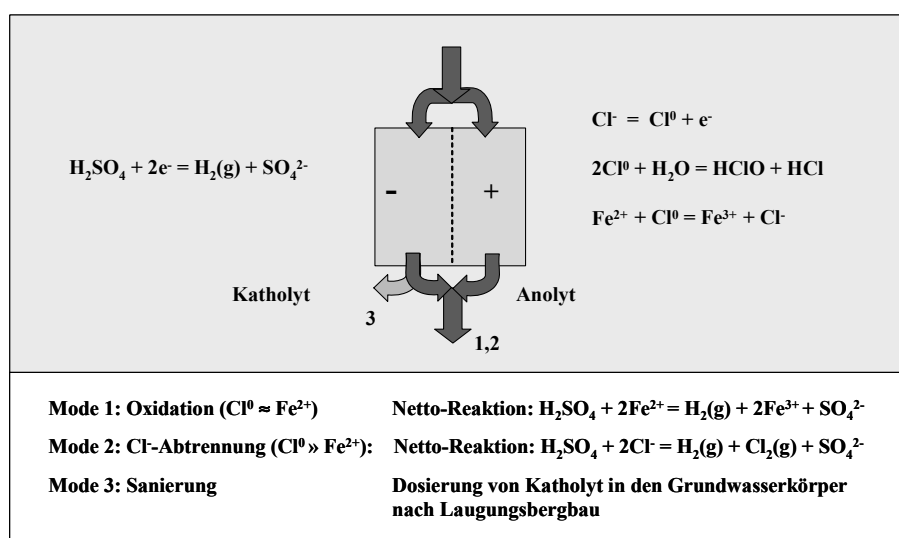 H₂SO₄ + 2e⁻ = H₂(g) + SO₄²⁻
-
+
Cl⁻ = Cl⁰ + e⁻
2Cl⁰ + H₂O = HClO + HCl
Fe²⁺ + Cl⁰ = Fe³⁺ + Cl⁻
Katholyt
Anolyt
3
1,2
Mode 1: Oxidation (Cl⁰ ≈ Fe²⁺) Netto-Reaktion: H₂SO₄ + 2Fe²⁺ = H₂(g) + 2Fe³⁺ + SO₄²⁻
Mode 2: Cl⁻-Abtrennung (Cl⁰ » Fe²⁺): Netto-Reaktion: H₂SO₄ + 2Cl⁻ = H₂(g) + Cl₂(g) + SO₄²⁻
Mode 3: Sanierung Dosierung von Katholyt in den Grundwasserkörper
nach Laugungsbergbau